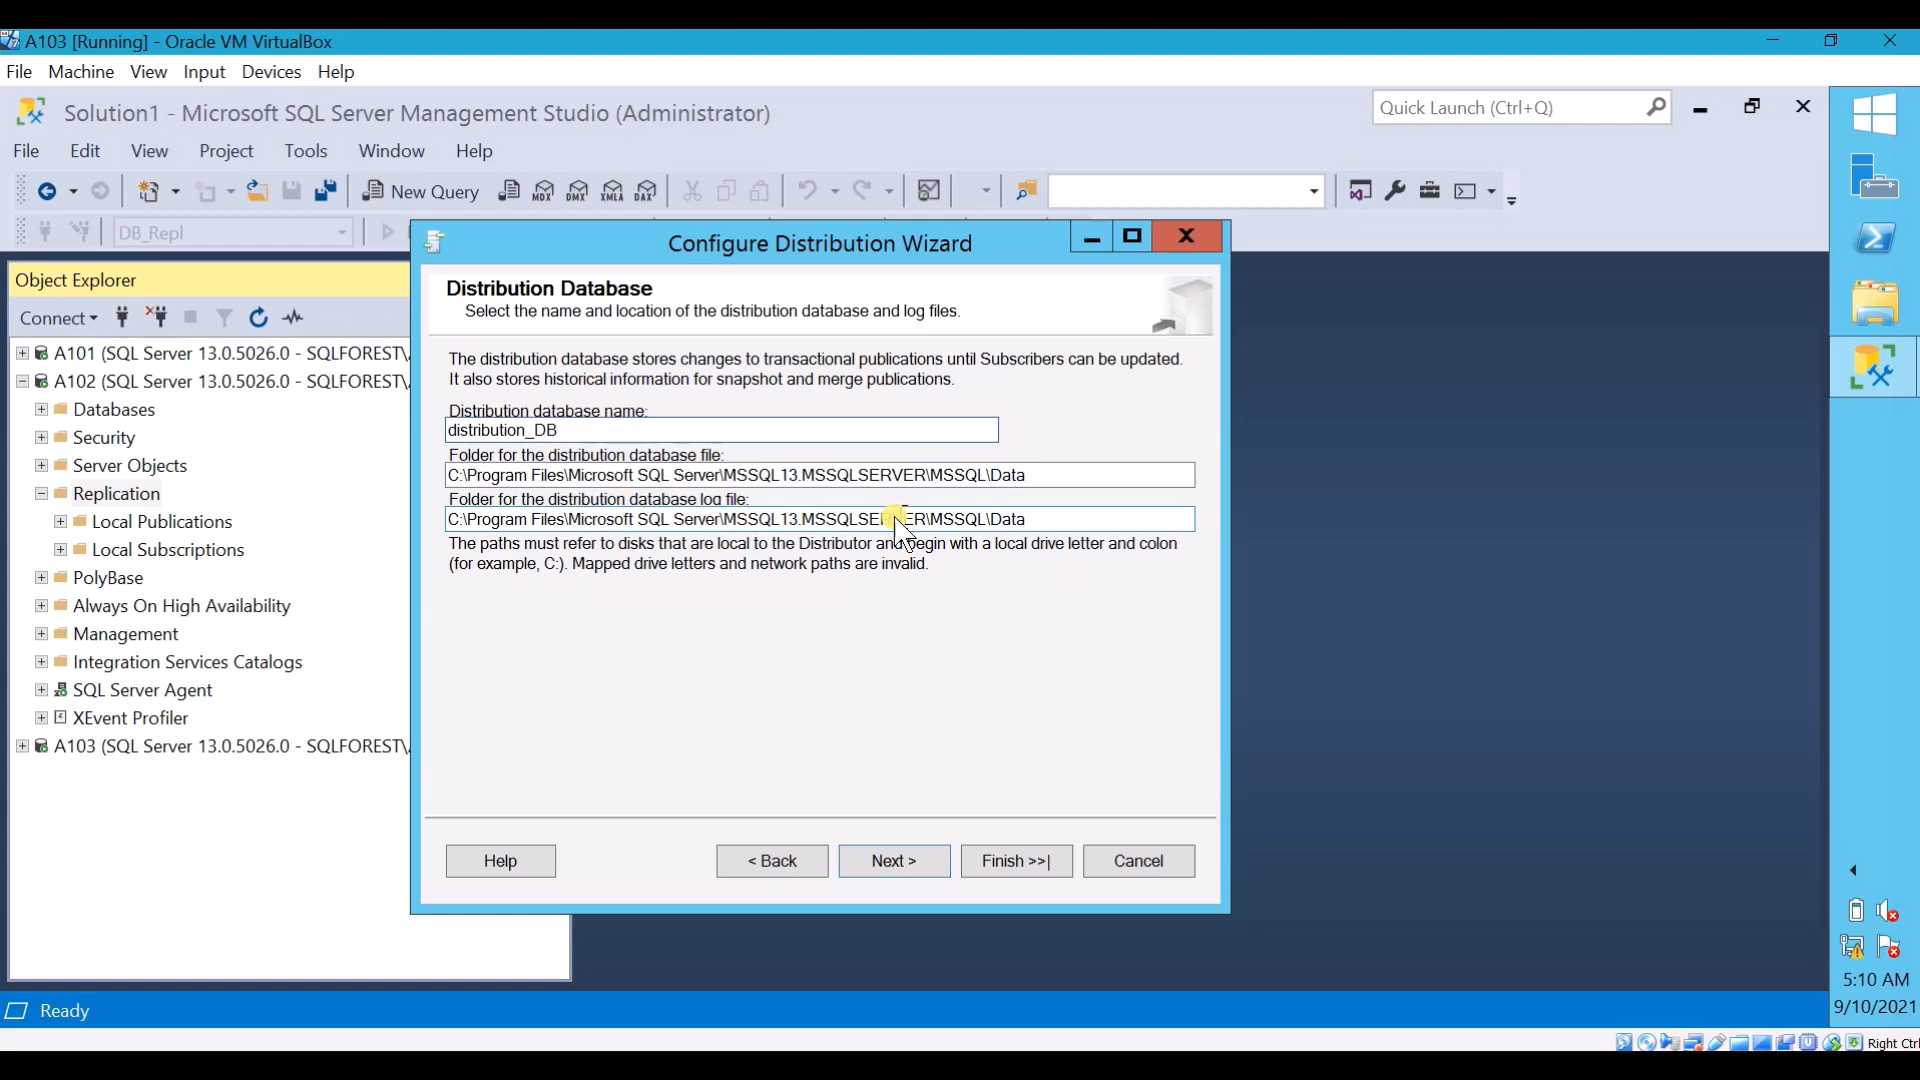 A103 [Running] - Oracle VM VirtualBox
File Machine View Input Devices Help
Solution1 - Microsoft SQL Server Management Studio (Administrator)
Quick Launch (Ctrl+Q)
File Edit View Project Tools Window Help
New Query
MDX DMX XMLA DAX
DB_Repl
Configure Distribution Wizard
Object Explorer
Connect
A101 (SQL Server 13.0.5026.0 - SQLFOREST\
A102 (SQL Server 13.0.5026.0 - SQLFOREST\
Databases
Security
Server Objects
Replication
Local Publications
Local Subscriptions
PolyBase
Always On High Availability
Management
Integration Services Catalogs
SQL Server Agent
XEvent Profiler
A103 (SQL Server 13.0.5026.0 - SQLFOREST\
Distribution Database
Select the name and location of the distribution database and log files.
The distribution database stores changes to transactional publications until Subscribers can be updated.
It also stores historical information for snapshot and merge publications.
Distribution database name:
distribution_DB
Folder for the distribution database file:
C:\Program Files\Microsoft SQL Server\MSSQL13.MSSQLSERVER\MSSQL\Data
Folder for the distribution database log file:
C:\Program Files\Microsoft SQL Server\MSSQL13.MSSQLSERVER\MSSQL\Data
The paths must refer to disks that are local to the Distributor and begin with a local drive letter and colon
(for example, C:). Mapped drive letters and network paths are invalid.
Help
< Back
Next >
Finish >>|
Cancel
5:10 AM
9/10/2021
Ready
Right Ctrl